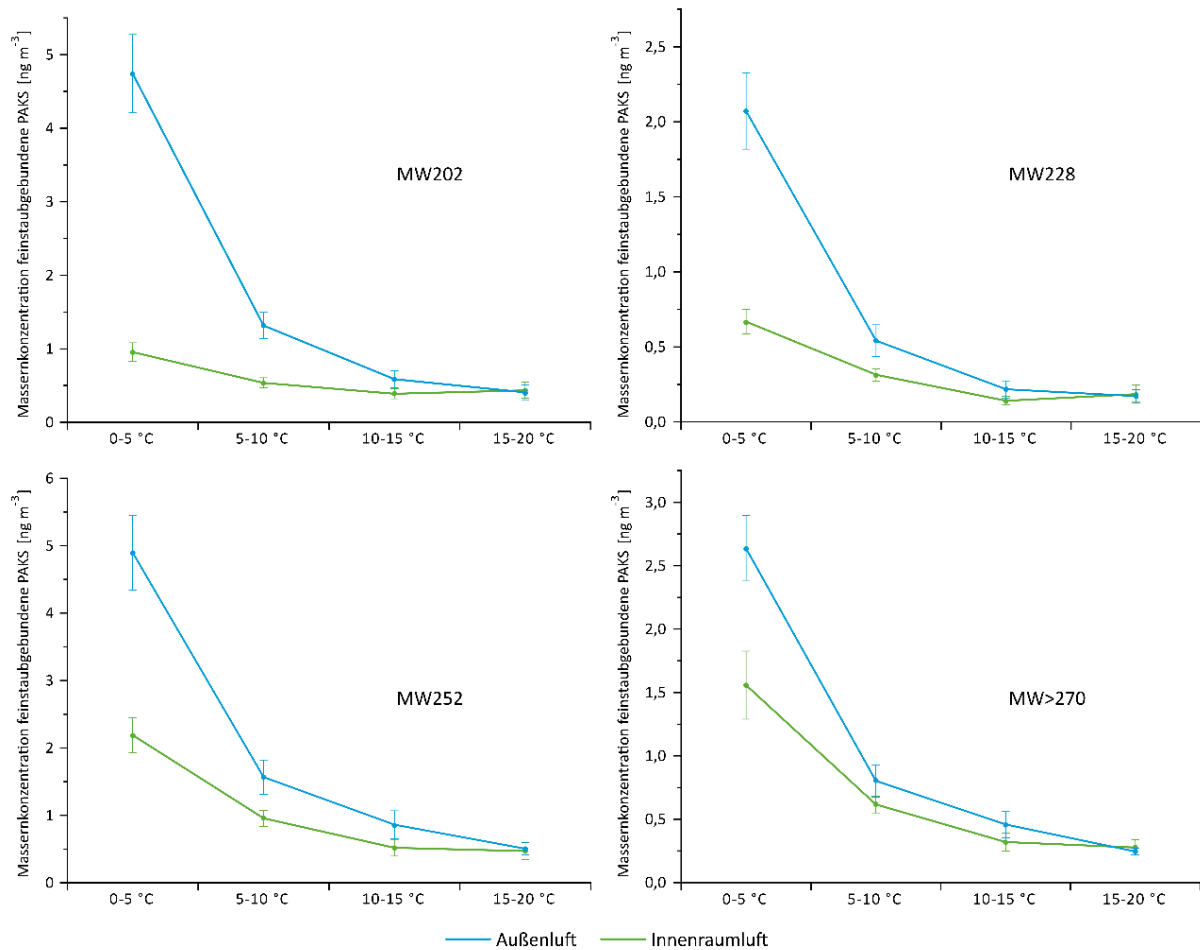 Massernkonzentration feinstaubgebundene PAKS [ng m⁻³]
5
4
3
2
1
0
MW202
0-5 °C 5-10 °C 10-15 °C 15-20 °C
Massernkonzentration feinstaubgebundene PAKS [ng m⁻³]
2,5
2,0
1,5
1,0
0,5
0,0
MW228
0-5 °C 5-10 °C 10-15 °C 15-20 °C
Massernkonzentration feinstaubgebundene PAKS [ng m⁻³]
6
5
4
3
2
1
0
MW252
0-5 °C 5-10 °C 10-15 °C 15-20 °C
Massernkonzentration feinstaubgebundene PAKS [ng m⁻³]
3,0
2,5
2,0
1,5
1,0
0,5
0,0
MW>270
0-5 °C 5-10 °C 10-15 °C 15-20 °C
Außenluft Innenraumluft